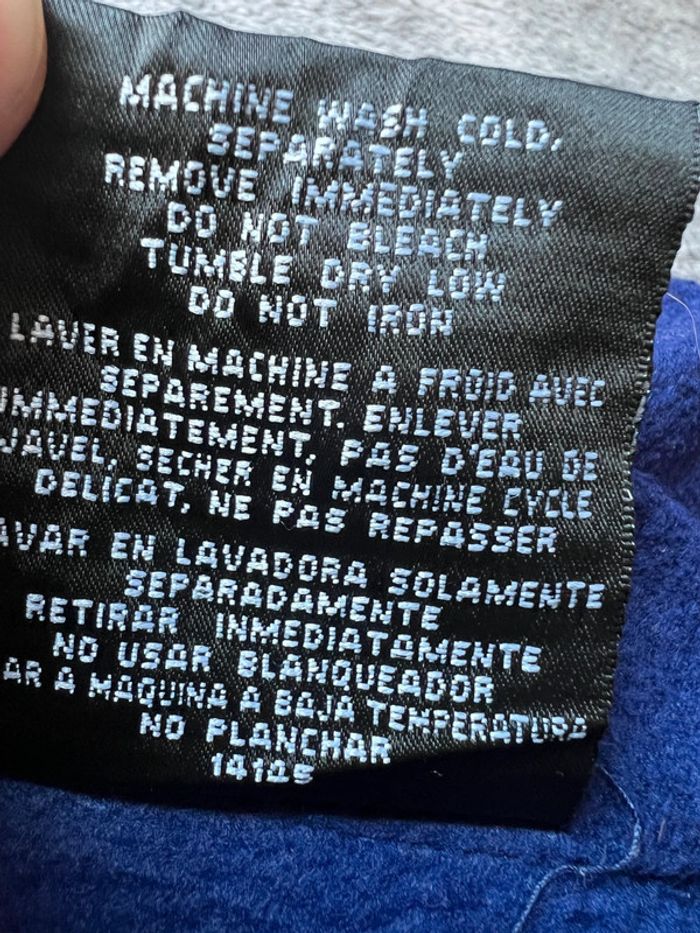 MACHINE WASH COLD,
SEPARATELY
REMOVE IMMEDIATELY
DO NOT BLEACH
TUMBLE DRY LOW
DO NOT IRON
LAVER EN MACHINE A FROID AVEC
SEPAREMENT. ENLEVER
IMMEDIATEMENT, PAS D'EAU DE
JAVEL, SECHER EN MACHINE CYCLE
DELICAT, NE PAS REPASSER
AVAR EN LAVADORA SOLAMENTE
SEPARADAMENTE
RETIRAR INMEDIATAMENTE
NO USAR BLANQUEADOR
AR A MAQUINA A BAJA TEMPERATURA
NO PLANCHAR
14145